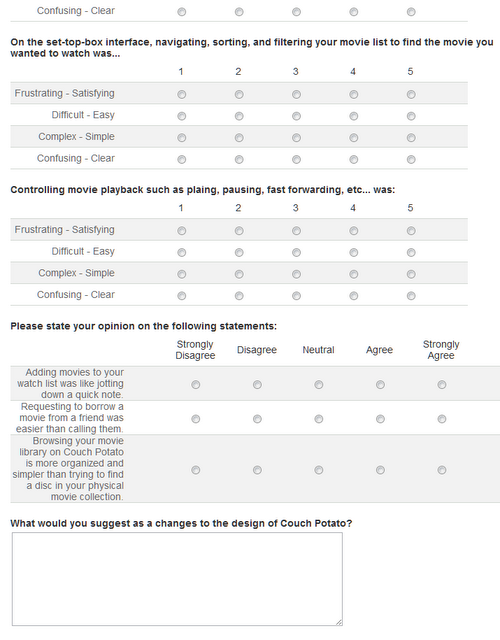 Confusing - Clear
On the set-top-box interface, navigating, sorting, and filtering your movie list to find the movie you
wanted to watch was...
1 2 3 4 5
Frustrating - Satisfying
Difficult - Easy
Complex - Simple
Confusing - Clear
Controlling movie playback such as plaing, pausing, fast forwarding, etc... was:
1 2 3 4 5
Frustrating - Satisfying
Difficult - Easy
Complex - Simple
Confusing - Clear
Please state your opinion on the following statements:
Strongly Disagree Disagree Neutral Agree Strongly Agree
Adding movies to your
watch list was like jotting
down a quick note.
Requesting to borrow a
movie from a friend was
easier than calling them.
Browsing your movie
library on Couch Potato
is more organized and
simpler than trying to find
a disc in your physical
movie collection.
What would you suggest as a changes to the design of Couch Potato?